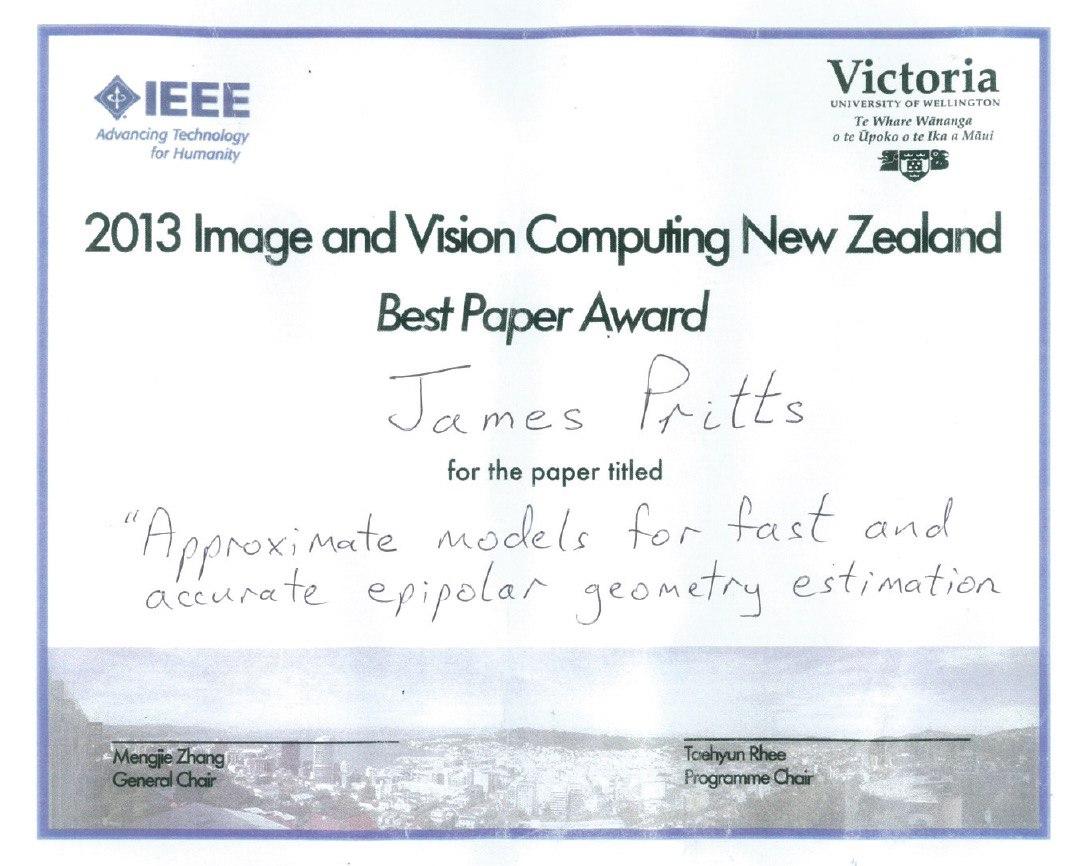 IEEE
Advancing Technology
for Humanity
Victoria
UNIVERSITY OF WELLINGTON
Te Whare Wānanga
o te Ūpoko o te Ika a Māui
2013 Image and Vision Computing New Zealand
Best Paper Award
James Pritts
for the paper titled
"Approximate models for fast and
accurate epipolar geometry estimation
Mengjie Zhang
General Chair
Taehyun Rhee
Programme Chair